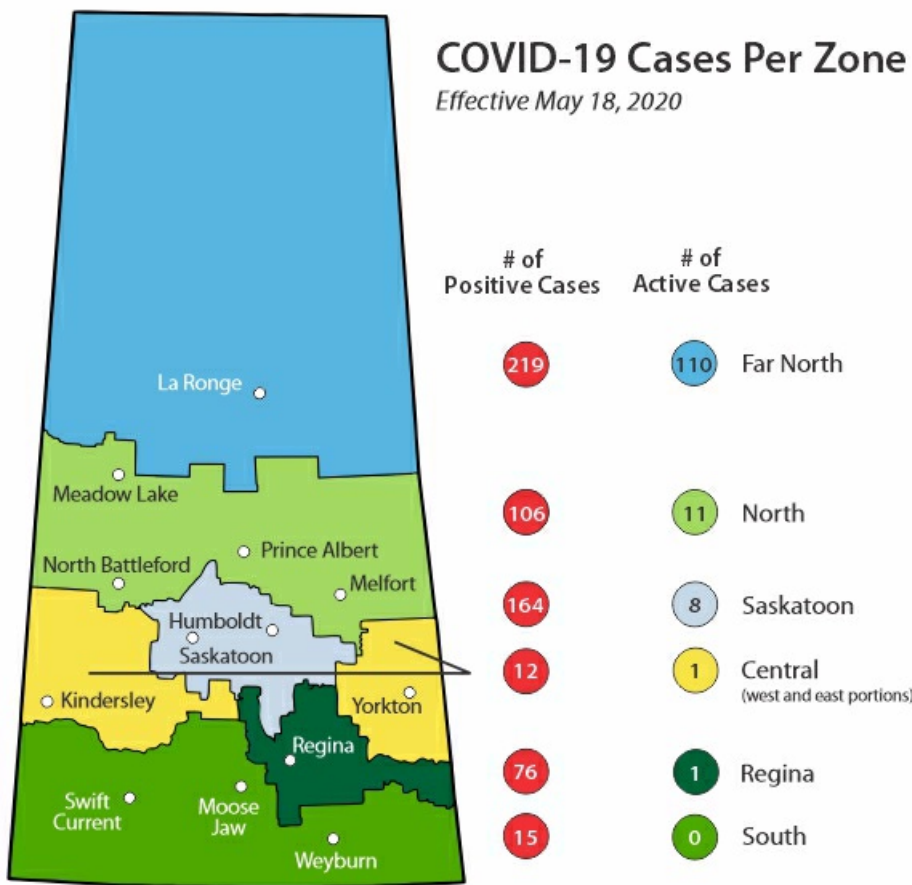 COVID-19 Cases Per Zone
Effective May 18, 2020
# of
Positive Cases
# of
Active Cases
219
110
Far North
106
11
North
164
8
Saskatoon
12
1
Central
(west and east portions)
76
1
Regina
15
0
South
La Ronge
Meadow Lake
Prince Albert
North Battleford
Melfort
Humboldt
Saskatoon
Kindersley
Yorkton
Regina
Swift
Current
Moose
Jaw
Weyburn